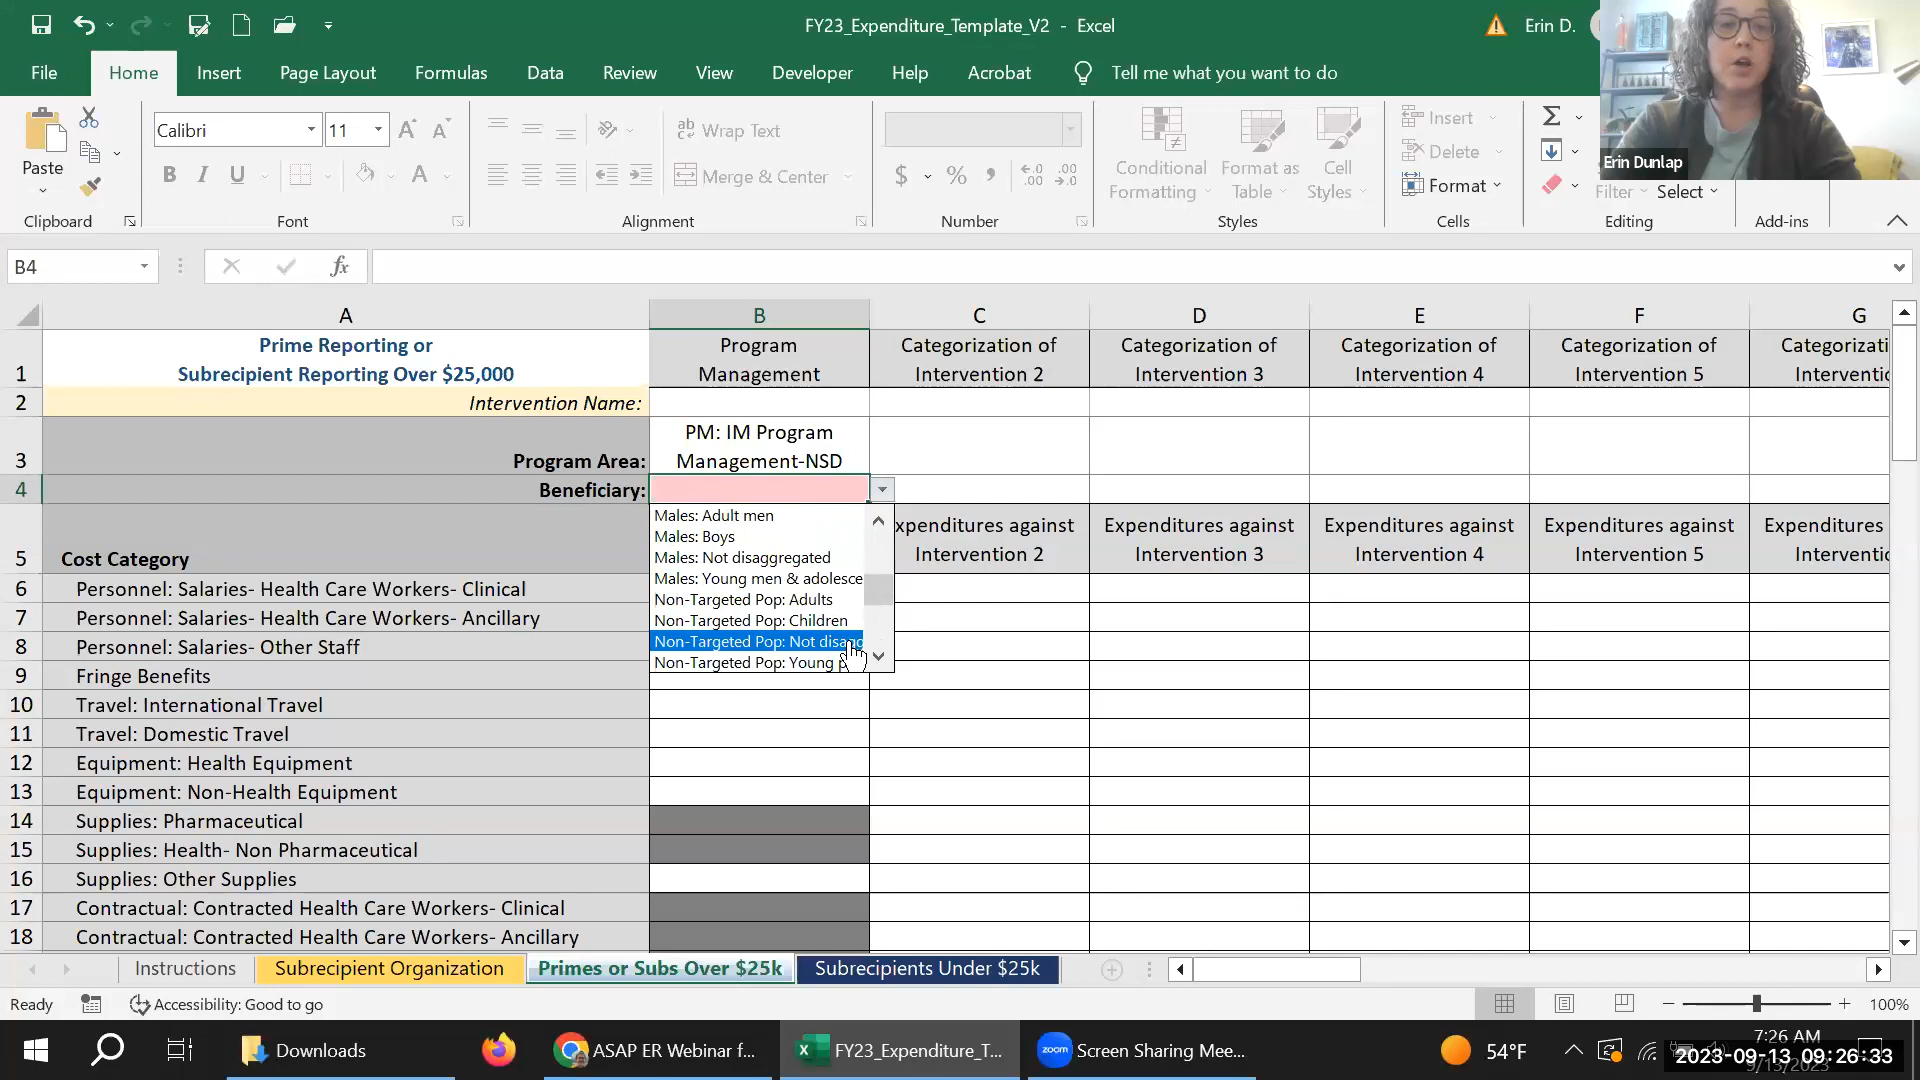 FY23_Expenditure_Template_V2 - Excel
Erin D.
File Home Insert Page Layout Formulas Data Review View Developer Help Acrobat Tell me what you want to do
Calibri 11
ab Wrap Text
Paste
Merge & Center
Conditional Formatting
Format as Table
Cell Styles
Insert
Delete
Format
Filter
Select
Erin Dunlap
Clipboard Font Alignment Number Styles Cells Editing Add-ins
B4
fx
A B C D E F G
1 Prime Reporting or
Subrecipient Reporting Over $25,000
Program
Management
Categorization of
Intervention 2
Categorization of
Intervention 3
Categorization of
Intervention 4
Categorization of
Intervention 5
Categorizati
Interventic
2 Intervention Name:
3 Program Area:
PM: IM Program
Management-NSD
4 Beneficiary:
Males: Adult men
Males: Boys
Males: Not disaggregated
Males: Young men & adolesce
Non-Targeted Pop: Adults
Non-Targeted Pop: Children
Non-Targeted Pop: Not disagg
Non-Targeted Pop: Young
5 Cost Category
xpenditures against
Intervention 2
Expenditures against
Intervention 3
Expenditures against
Intervention 4
Expenditures against
Intervention 5
Expenditures
Interventic
6 Personnel: Salaries- Health Care Workers- Clinical
7 Personnel: Salaries- Health Care Workers- Ancillary
8 Personnel: Salaries- Other Staff
9 Fringe Benefits
10 Travel: International Travel
11 Travel: Domestic Travel
12 Equipment: Health Equipment
13 Equipment: Non-Health Equipment
14 Supplies: Pharmaceutical
15 Supplies: Health- Non Pharmaceutical
16 Supplies: Other Supplies
17 Contractual: Contracted Health Care Workers- Clinical
18 Contractual: Contracted Health Care Workers- Ancillary
Instructions Subrecipient Organization Primes or Subs Over $25k Subrecipients Under $25k
Ready Accessibility: Good to go 100%
Downloads ASAP ER Webinar f... FY23_Expenditure_T... zoom Screen Sharing Mee... 54°F
7:26 AM
2023-09-13 09:26:33
9/13/2023